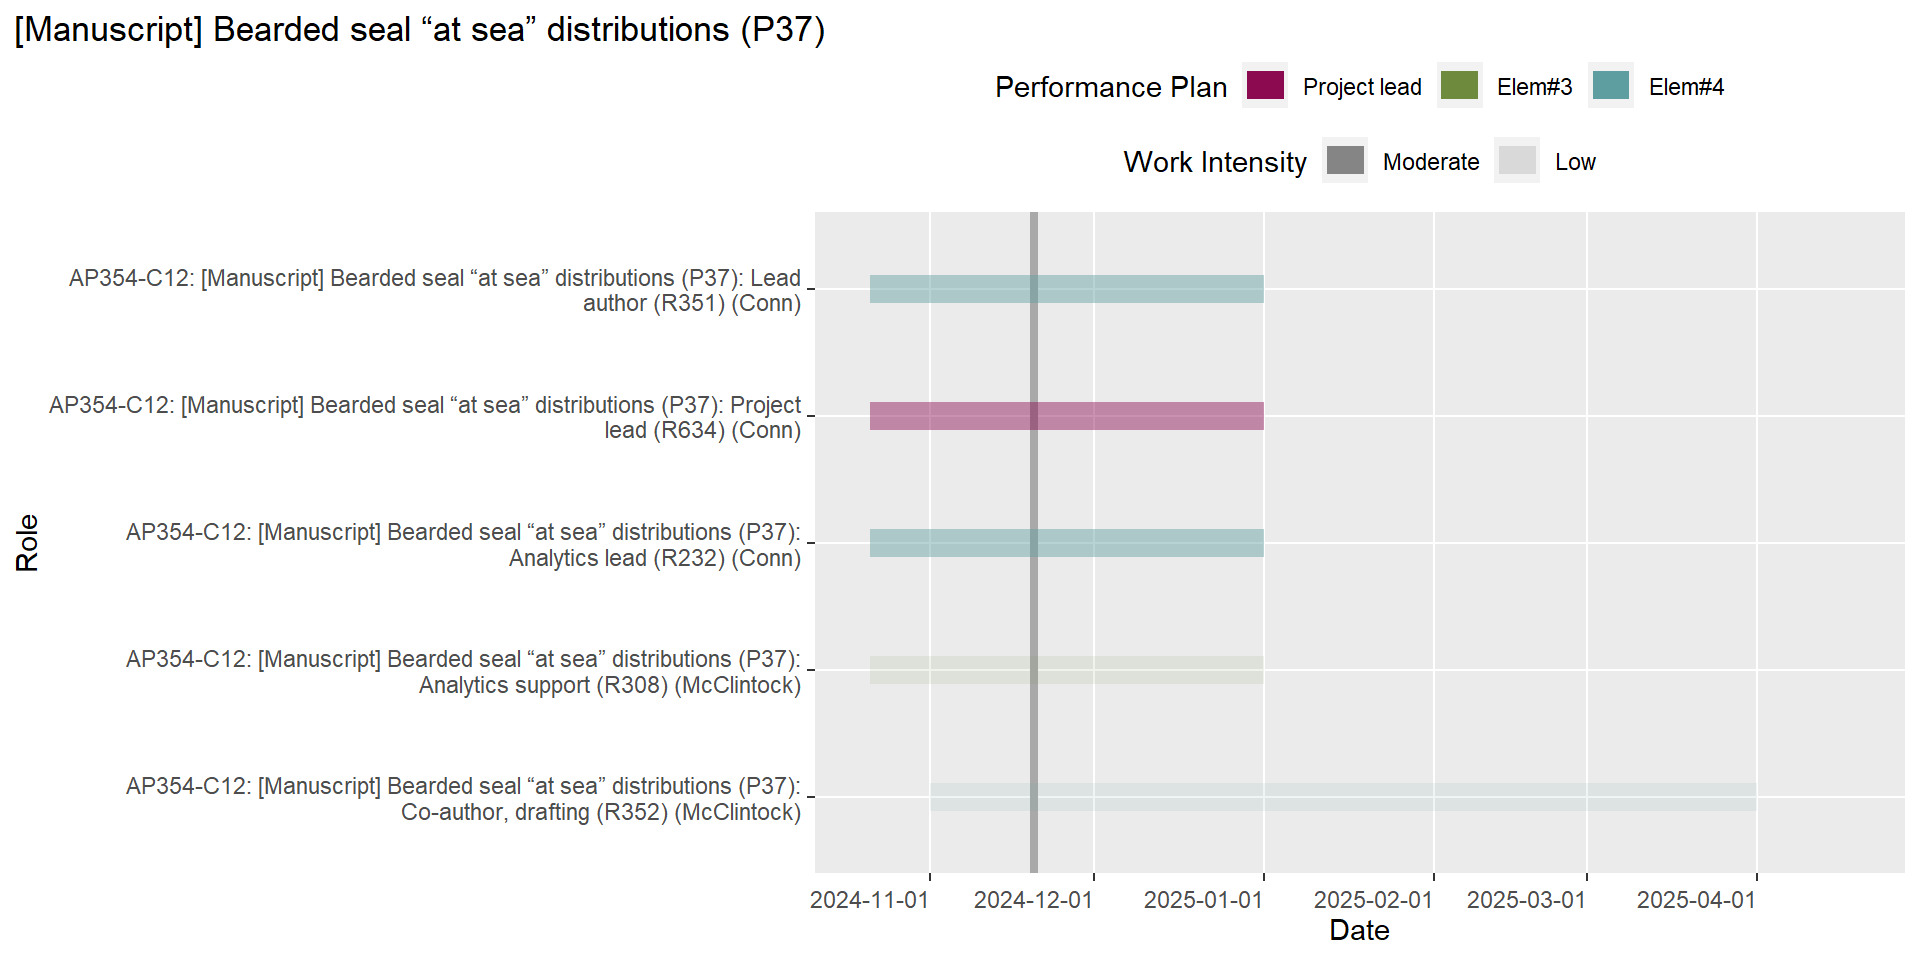 [Manuscript] Bearded seal “at sea” distributions (P37)
Performance Plan Project lead Elem#3 Elem#4
Work Intensity Moderate Low
AP354-C12: [Manuscript] Bearded seal “at sea” distributions (P37): Lead
author (R351) (Conn)
AP354-C12: [Manuscript] Bearded seal “at sea” distributions (P37): Project
lead (R634) (Conn)
AP354-C12: [Manuscript] Bearded seal “at sea” distributions (P37):
Analytics lead (R232) (Conn)
AP354-C12: [Manuscript] Bearded seal “at sea” distributions (P37):
Analytics support (R308) (McClintock)
AP354-C12: [Manuscript] Bearded seal “at sea” distributions (P37):
Co-author, drafting (R352) (McClintock)
Role
2024-11-01 2024-12-01 2025-01-01 2025-02-01 2025-03-01 2025-04-01
Date